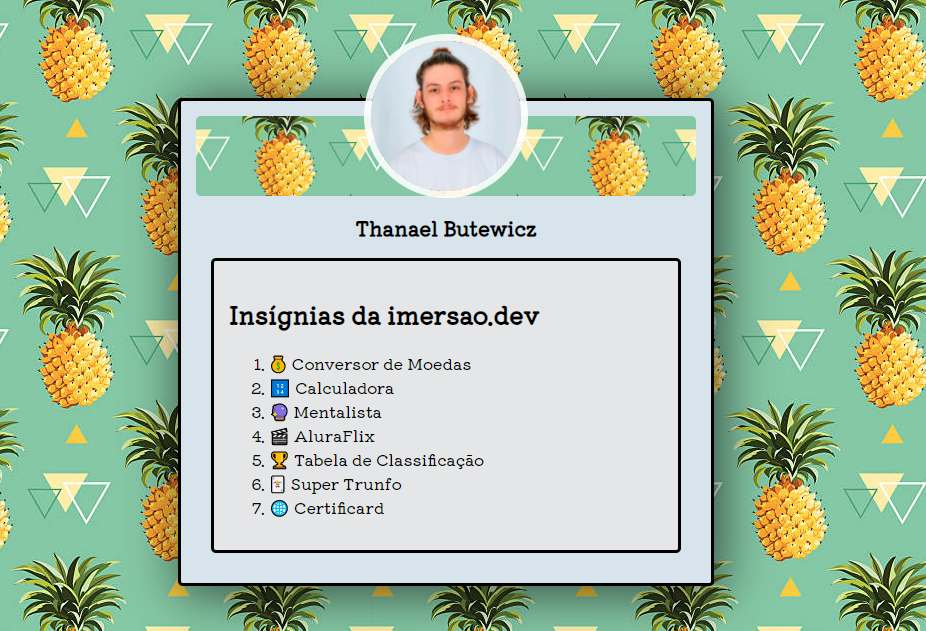 Thanael Butewicz
Insígnias da imersao.dev
1. 💰 Conversor de Moedas
2. 🔢 Calculadora
3. 🔮 Mentalista
4. 🎬 AluraFlix
5. 🏆 Tabela de Classificação
6. 🃏 Super Trunfo
7. 🌐 Certificard